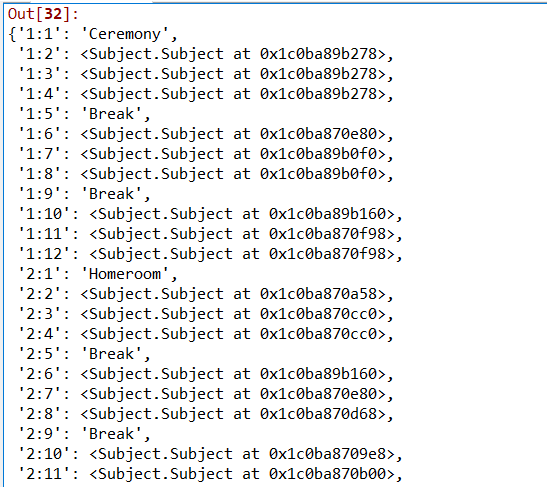 Out[32]:
{'1:1': 'Ceremony',
 '1:2': <Subject.Subject at 0x1c0ba89b278>,
 '1:3': <Subject.Subject at 0x1c0ba89b278>,
 '1:4': <Subject.Subject at 0x1c0ba89b278>,
 '1:5': 'Break',
 '1:6': <Subject.Subject at 0x1c0ba870e80>,
 '1:7': <Subject.Subject at 0x1c0ba89b0f0>,
 '1:8': <Subject.Subject at 0x1c0ba89b0f0>,
 '1:9': 'Break',
 '1:10': <Subject.Subject at 0x1c0ba89b160>,
 '1:11': <Subject.Subject at 0x1c0ba870f98>,
 '1:12': <Subject.Subject at 0x1c0ba870f98>,
 '2:1': 'Homeroom',
 '2:2': <Subject.Subject at 0x1c0ba870a58>,
 '2:3': <Subject.Subject at 0x1c0ba870cc0>,
 '2:4': <Subject.Subject at 0x1c0ba870cc0>,
 '2:5': 'Break',
 '2:6': <Subject.Subject at 0x1c0ba89b160>,
 '2:7': <Subject.Subject at 0x1c0ba870e80>,
 '2:8': <Subject.Subject at 0x1c0ba870d68>,
 '2:9': 'Break',
 '2:10': <Subject.Subject at 0x1c0ba8709e8>,
 '2:11': <Subject.Subject at 0x1c0ba870b00>,